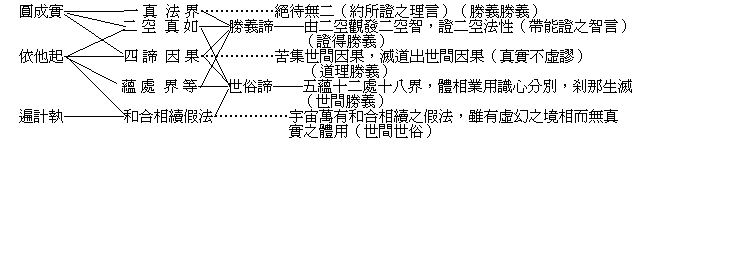 圓成實 一真法界 絕待無二（約所證之理言）（勝義勝義）
二空真如 勝義諦 由二空觀發二空智，證二空法性（帶能證之智言）
（證得勝義）
依他起 四諦因果 苦集世間因果，滅道出世間因果（真實不虛謬）
（道理勝義）
蘊處界等 世俗諦 五蘊十二處十八界，體相業用識心分別，剎那生滅
（世間勝義）
遍計執 和合相續假法 宇宙萬有和合相續之假法，雖有虛幻之境相而無真
實之體用（世間世俗）